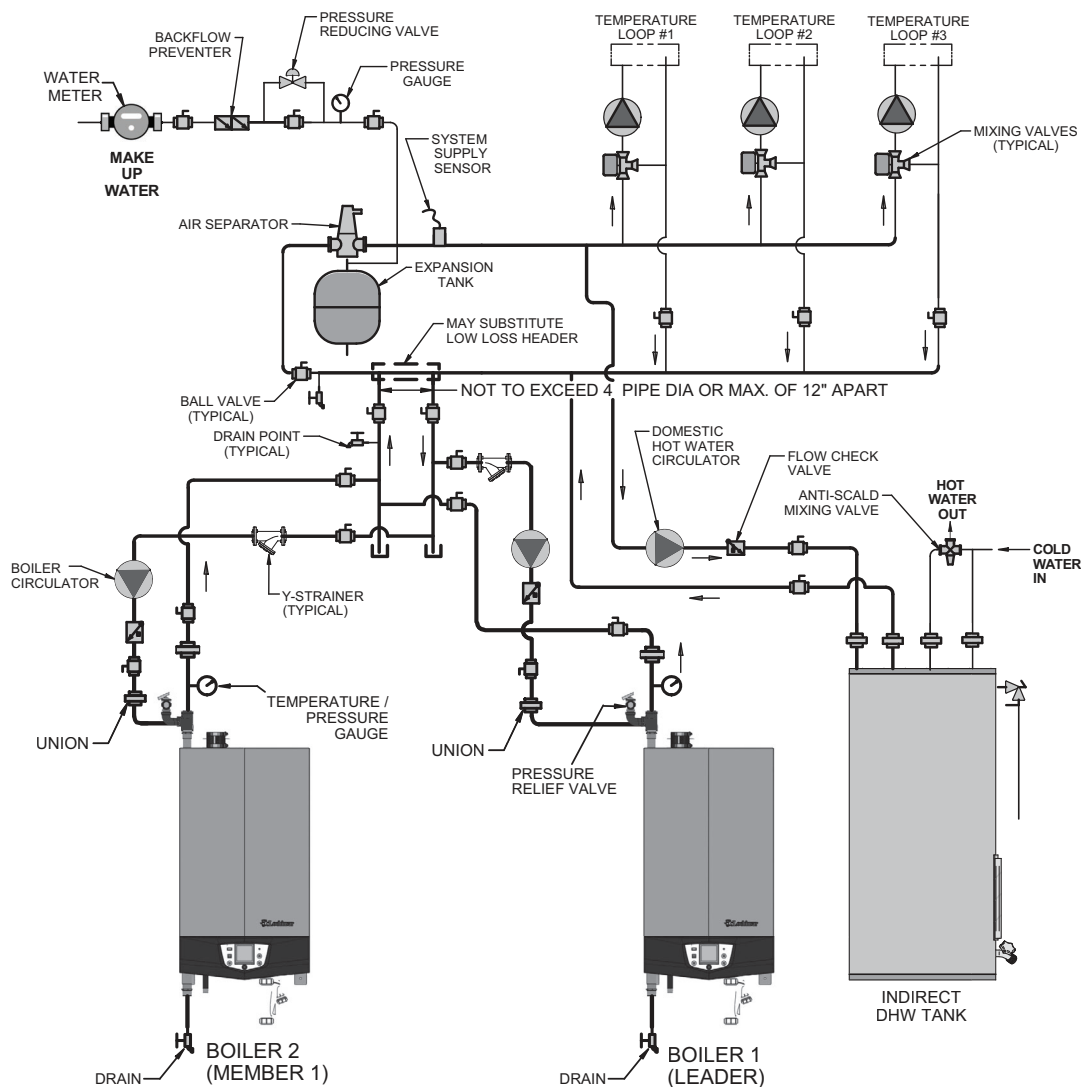 PRESSURE
REDUCING VALVE
BACKFLOW
PREVENTER
PRESSURE
GAUGE
WATER
METER
MAKE
UP
WATER
SYSTEM
SUPPLY
SENSOR
TEMPERATURE
LOOP #1
TEMPERATURE
LOOP #2
TEMPERATURE
LOOP #3
MIXING VALVES
(TYPICAL)
AIR SEPARATOR
EXPANSION
TANK
MAY SUBSTITUTE
LOW LOSS HEADER
NOT TO EXCEED 4 PIPE DIA OR MAX. OF 12" APART
BALL VALVE
(TYPICAL)
DRAIN POINT
(TYPICAL)
DOMESTIC
HOT WATER
CIRCULATOR
FLOW CHECK
VALVE
ANTI-SCALD
MIXING VALVE
HOT
WATER
OUT
COLD
WATER
IN
BOILER
CIRCULATOR
Y-STRAINER
(TYPICAL)
TEMPERATURE /
PRESSURE
GAUGE
UNION
UNION
PRESSURE
RELIEF VALVE
Lochinvar
Lochinvar
INDIRECT
DHW TANK
BOILER 2
(MEMBER 1)
DRAIN
BOILER 1
(LEADER)
DRAIN